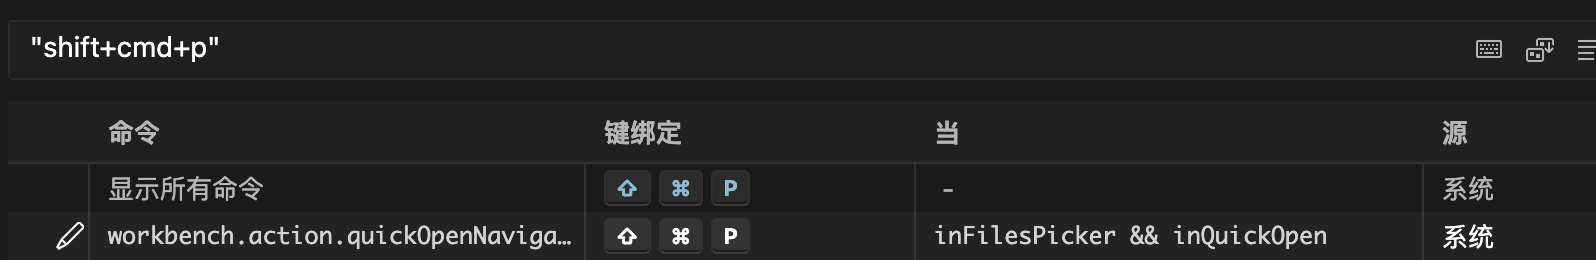 "shift+cmd+p"
命令 键绑定 当 源
显示所有命令 ⇧ ⌘ P - 系统
workbench.action.quickOpenNaviga… ⇧ ⌘ P inFilesPicker && inQuickOpen 系统